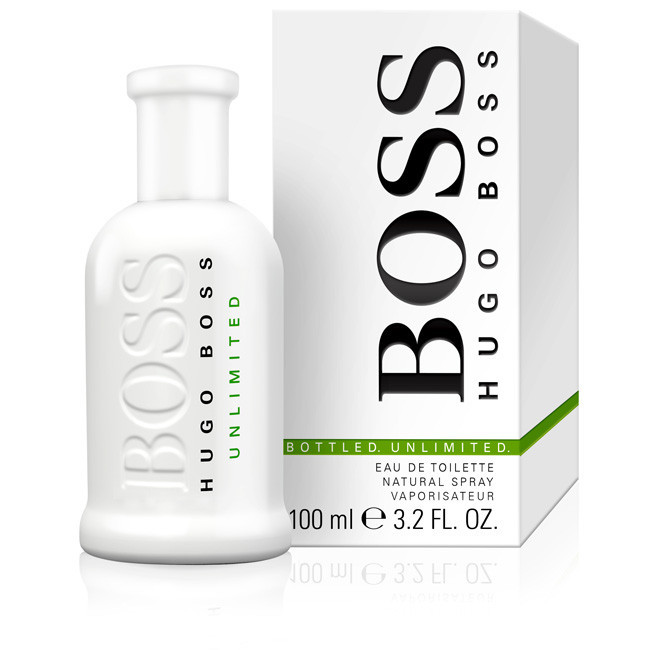 BOSS
HUGO BOSS
UNLIMITED
BOSS
HUGO BOSS
BOTTLED. UNLIMITED.
EAU DE TOILETTE
NATURAL SPRAY
VAPORISATEUR
100 ml ℮ 3.2 FL. OZ.